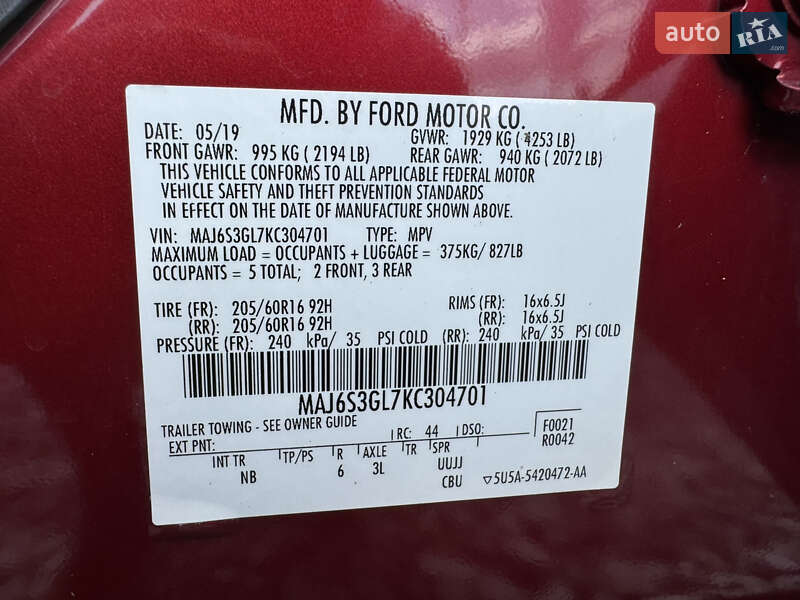 auto RIA
MFD. BY FORD MOTOR CO.
DATE: 05/19 GVWR: 1929 KG ( 4253 LB)
FRONT GAWR: 995 KG ( 2194 LB) REAR GAWR: 940 KG ( 2072 LB)
THIS VEHICLE CONFORMS TO ALL APPLICABLE FEDERAL MOTOR
VEHICLE SAFETY AND THEFT PREVENTION STANDARDS
IN EFFECT ON THE DATE OF MANUFACTURE SHOWN ABOVE.
VIN: MAJ6S3GL7KC304701 TYPE: MPV
MAXIMUM LOAD = OCCUPANTS + LUGGAGE = 375KG/ 827LB
OCCUPANTS = 5 TOTAL; 2 FRONT, 3 REAR
TIRE (FR): 205/60R16 92H RIMS (FR): 16x6.5J
(RR): 205/60R16 92H (RR): 16x6.5J
PRESSURE (FR): 240 kPa/ 35 PSI COLD (RR): 240 kPa/ 35 PSI COLD
MAJ6S3GL7KC304701
TRAILER TOWING - SEE OWNER GUIDE
EXT PNT: RC: 44 DSO: F0021
R0042
INT TR TP/PS R AXLE TR SPR
NB 6 3L UUJJ
CBU 5U5A-5420472-AA